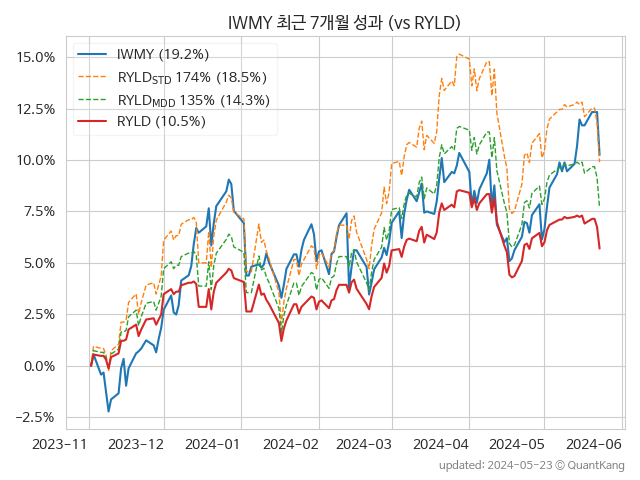 IWMY 최근 7개월 성과 (vs RYLD)
IWMY (19.2%)
RYLD_STD 174% (18.5%)
RYLD_MDD 135% (14.3%)
RYLD (10.5%)
15.0%
12.5%
10.0%
7.5%
5.0%
2.5%
0.0%
−2.5%
2023-11 2023-12 2024-01 2024-02 2024-03 2024-04 2024-05 2024-06
updated: 2024-05-23 © QuantKang